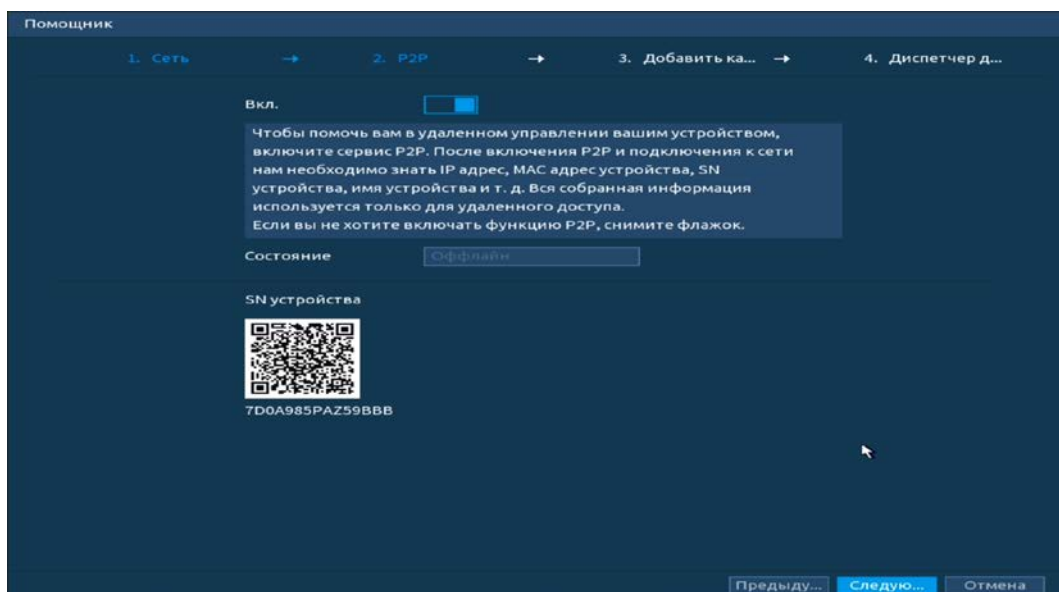 Помощник
1. Сеть → 2. P2P → 3. Добавить ка... → 4. Диспетчер д...
Вкл.
Чтобы помочь вам в удаленном управлении вашим устройством,
включите сервис P2P. После включения P2P и подключения к сети
нам необходимо знать IP адрес, MAC адрес устройства, SN
устройства, имя устройства и т. д. Вся собранная информация
используется только для удаленного доступа.
Если вы не хотите включать функцию P2P, снимите флажок.
Состояние Оффлайн
SN устройства
7D0A985PAZ59BBB
Предыду... Следую... Отмена